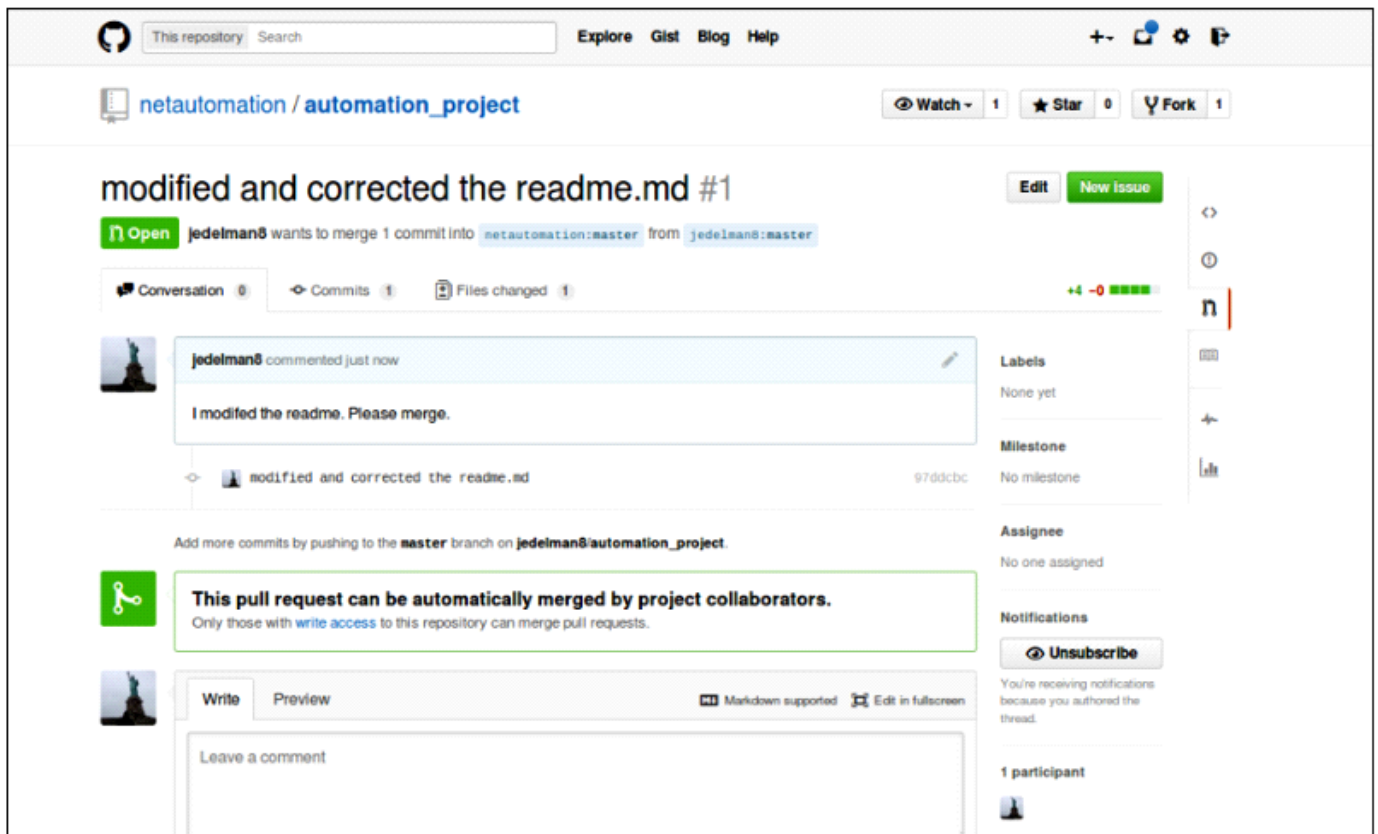 This repository Search Explore Gist Blog Help
netautomation / automation_project Watch 1 Star 0 Fork 1
modified and corrected the readme.md #1 Edit New issue
Open jedelman8 wants to merge 1 commit into netautomation:master from jedelman8:master
Conversation 0 Commits 1 Files changed 1 +4 −0
jedelman8 commented just now
Labels
None yet
I modifed the readme. Please merge.
Milestone
modified and corrected the readme.md 97ddcbc No milestone
Assignee
Add more commits by pushing to the master branch on jedelman8/automation_project.
No one assigned
This pull request can be automatically merged by project collaborators.
Only those with write access to this repository can merge pull requests.
Notifications
Unsubscribe
You're receiving notifications
because you authored the
thread.
Write Preview Markdown supported Edit in fullscreen
Leave a comment
1 participant